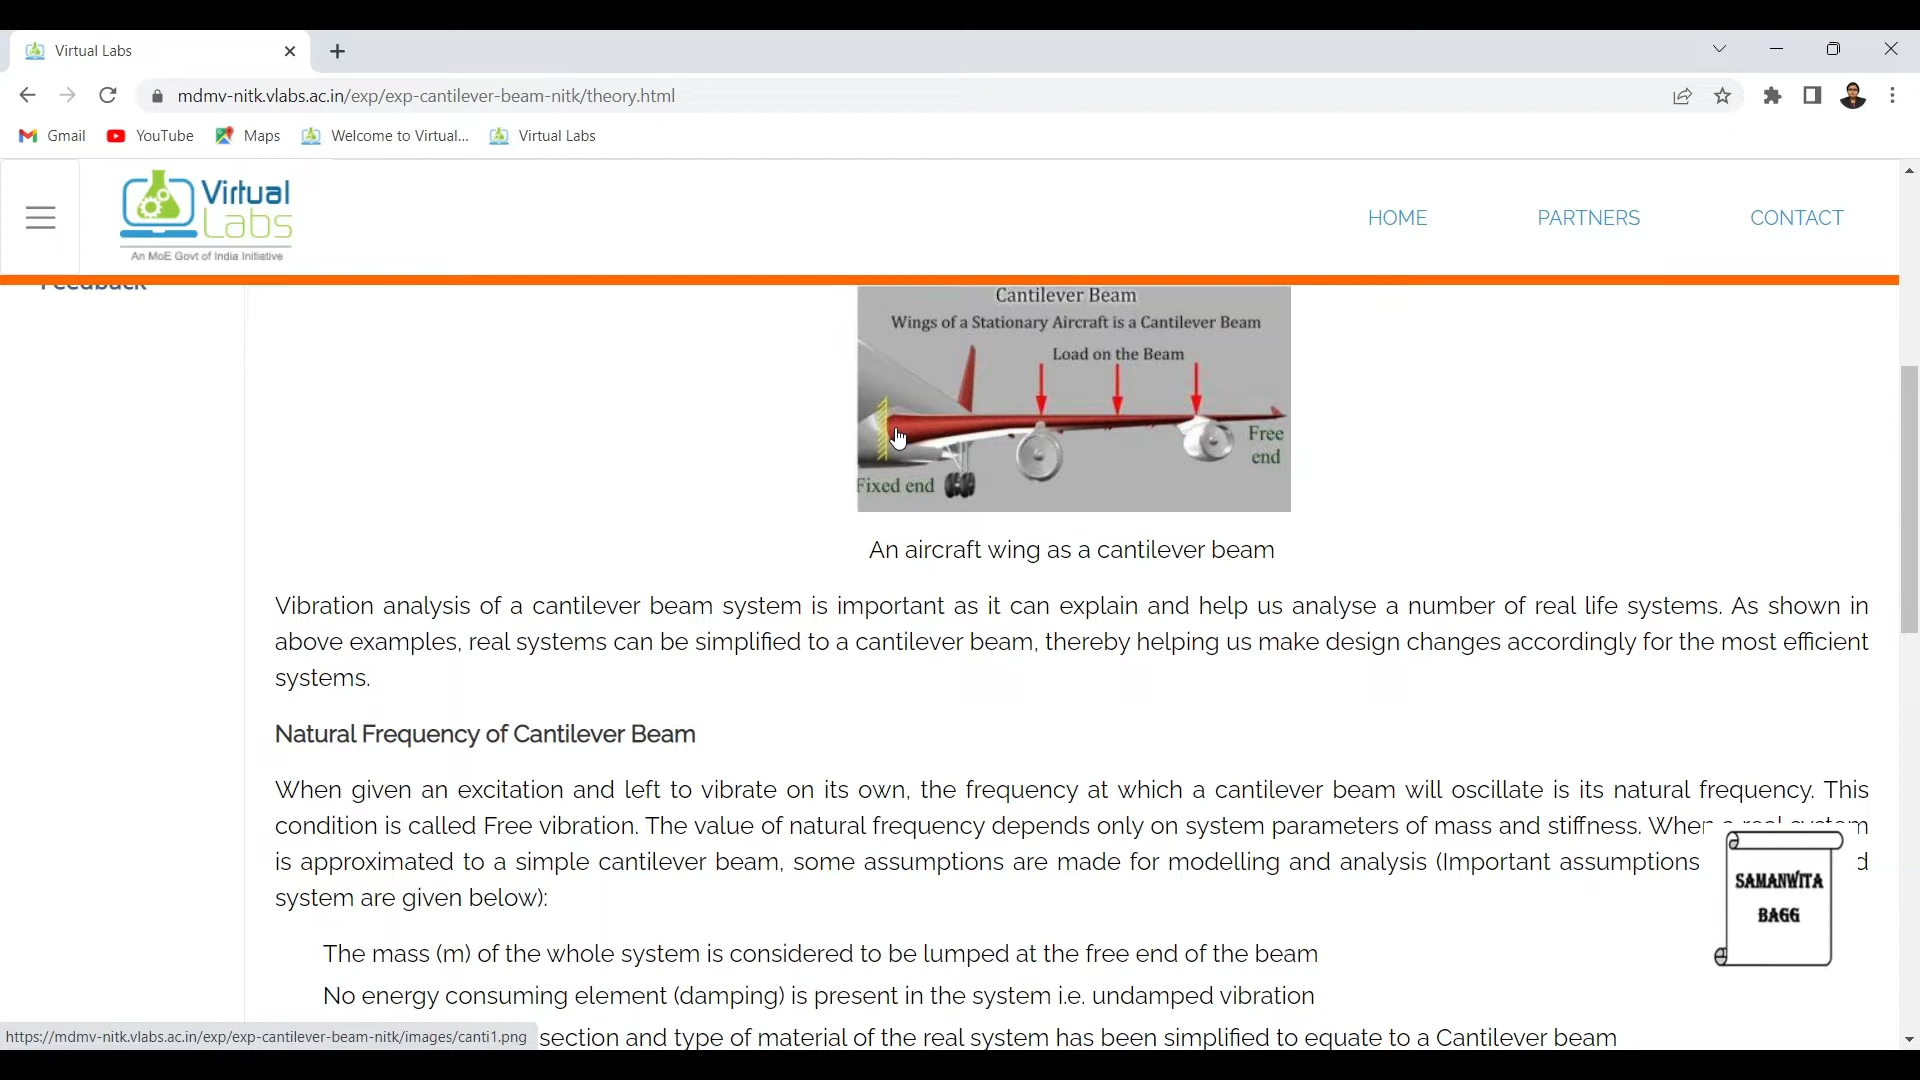 Virtual Labs
mdmv-nitk.vlabs.ac.in/exp/exp-cantilever-beam-nitk/theory.html
Gmail YouTube Maps Welcome to Virtual... Virtual Labs
Virtual
Labs
An MoE Govt of India Initiative
HOME PARTNERS CONTACT
Feedback
Cantilever Beam
Wings of a Stationary Aircraft is a Cantilever Beam
Load on the Beam
Free
end
Fixed end
An aircraft wing as a cantilever beam
Vibration analysis of a cantilever beam system is important as it can explain and help us analyse a number of real life systems. As shown in
above examples, real systems can be simplified to a cantilever beam, thereby helping us make design changes accordingly for the most efficient
systems.
Natural Frequency of Cantilever Beam
When given an excitation and left to vibrate on its own, the frequency at which a cantilever beam will oscillate is its natural frequency. This
condition is called Free vibration. The value of natural frequency depends only on system parameters of mass and stiffness. When a real system
is approximated to a simple cantilever beam, some assumptions are made for modelling and analysis (Important assumptions
system are given below):
The mass (m) of the whole system is considered to be lumped at the free end of the beam
No energy consuming element (damping) is present in the system i.e. undamped vibration
section and type of material of the real system has been simplified to equate to a Cantilever beam
SAMANWITA
BAGG
https://mdmv-nitk.vlabs.ac.in/exp/exp-cantilever-beam-nitk/images/canti1.png